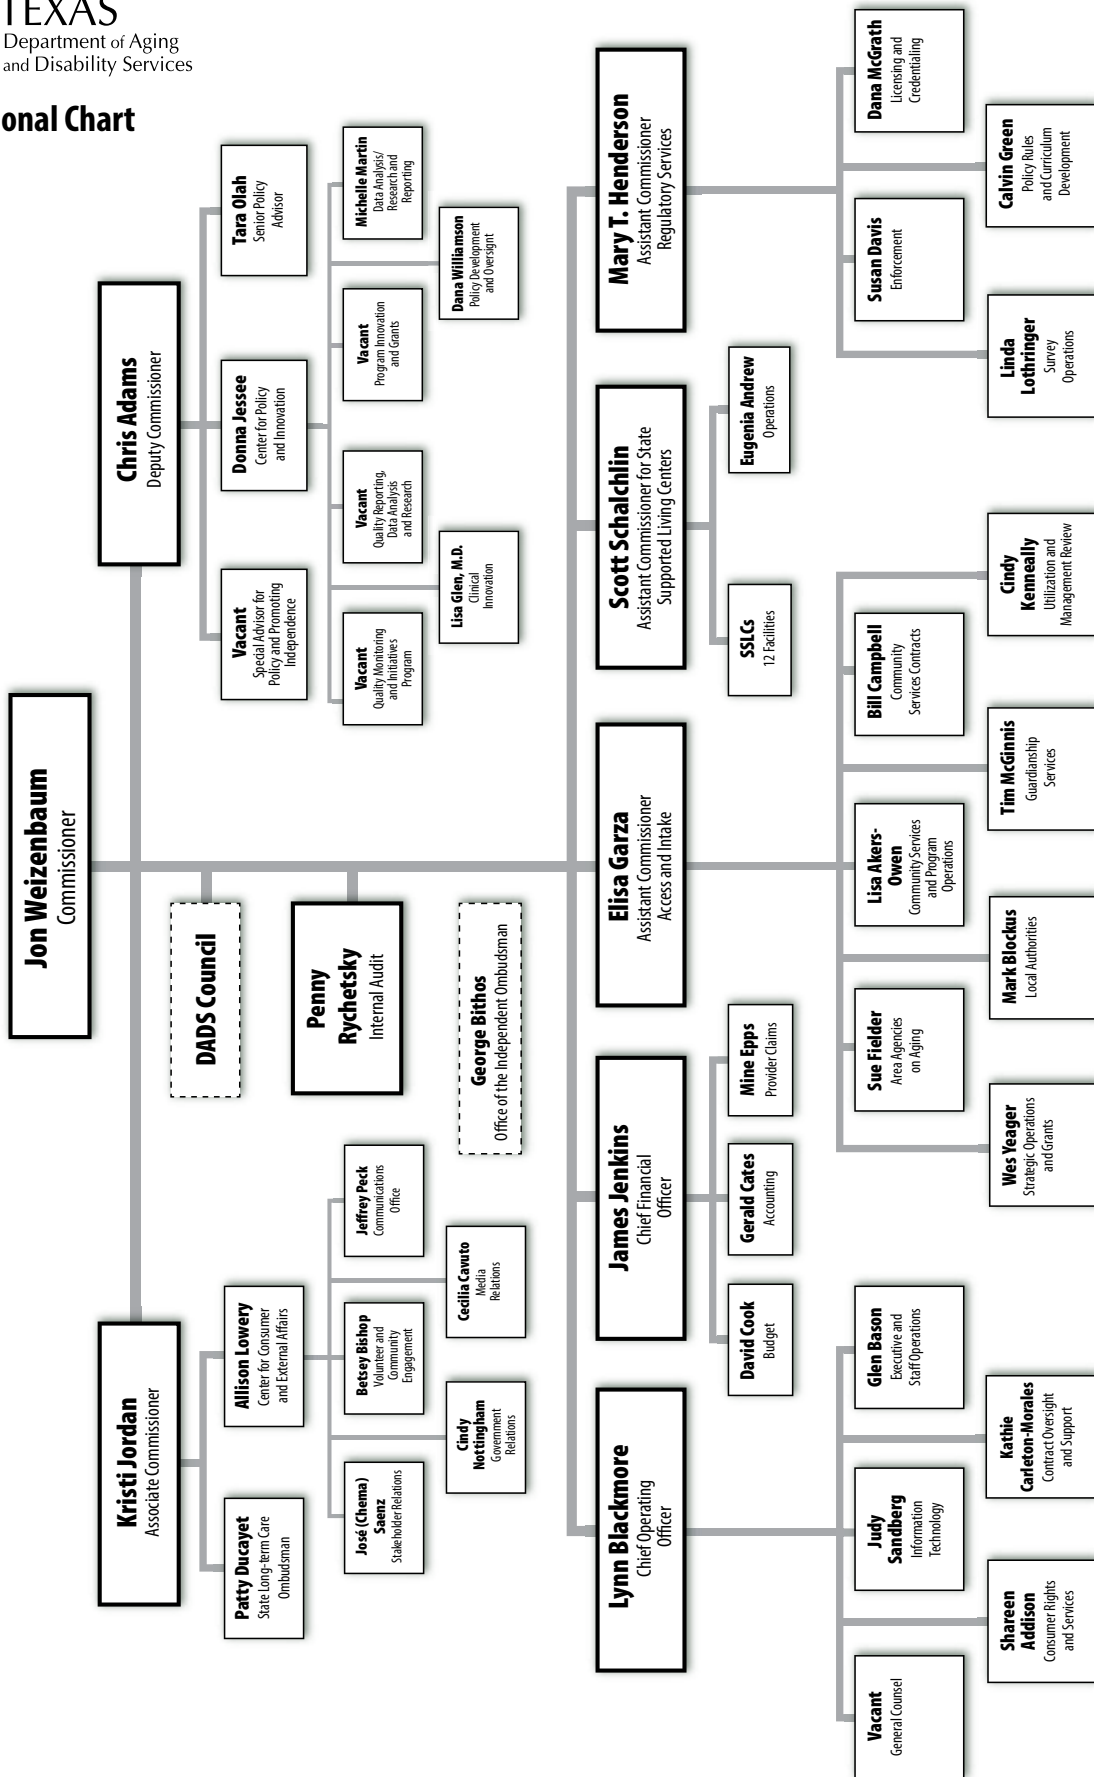 TEXAS
Department of Aging
and Disability Services
onal Chart
Jon Weizenbaum
Commissioner
Kristi Jordan
Associate Commissioner
Chris Adams
Deputy Commissioner
DADS Council
Penny
Rychetsky
Internal Audit
George Bithos
Office of the Independent Ombudsman
Patty Ducayet
State Long-term Care
Ombudsman
Allison Lowery
Center for Consumer
and External Affairs
José (Chema)
Saenz
Stakeholder Relations
Betsey Bishop
Volunteer and
Community
Engagement
Jeffrey Peck
Communications
Office
Cindy
Nottingham
Government
Relations
Cecilia Cavuto
Media
Relations
Vacant
Special Advisor for
Policy and Promoting
Independence
Donna Jessee
Center for Policy
and Innovation
Tara Olah
Senior Policy
Advisor
Vacant
Quality Monitoring
and Initiatives
Program
Vacant
Quality Reporting,
Data Analysis
and Research
Vacant
Program Innovation
and Grants
Michelle Martin
Data Analysis/
Research and
Reporting
Lisa Glen, M.D.
Clinical
Innovation
Dana Williamson
Policy Development
and Oversignt
Lynn Blackmore
Chief Operating
Officer
James Jenkins
Chief Financial
Officer
Elisa Garza
Assistant Commissioner
Access and Intake
Scott Schalchlin
Assistant Commissioner for State
Supported Living Centers
Mary T. Henderson
Assistant Commissioner
Regulatory Services
David Cook
Budget
Gerald Cates
Accounting
Mine Epps
Provider Claims
SSLCs
12 Facilities
Eugenia Andrew
Operations
Vacant
General Counsel
Judy
Sandberg
Information
Technology
Glen Bason
Executive and
Staff Operations
Shareen
Addison
Consumer Rights
and Services
Kathie
Carleton-Morales
Contract Oversight
and Support
Sue Fielder
Area Agencies
on Aging
Lisa Akers-
Owen
Community Services
and Program
Operations
Bill Campbell
Community
Services Contracts
Wes Yeager
Strategic Operations
and Grants
Mark Blockus
Local Authorities
Tim McGinnis
Guardianship
Services
Cindy
Kenneally
Utilization and
Management Review
Susan Davis
Enforcement
Dana McGrath
Licensing and
Credentialing
Linda
Lothringer
Survey
Operations
Calvin Green
Policy Rules
and Curriculum
Development